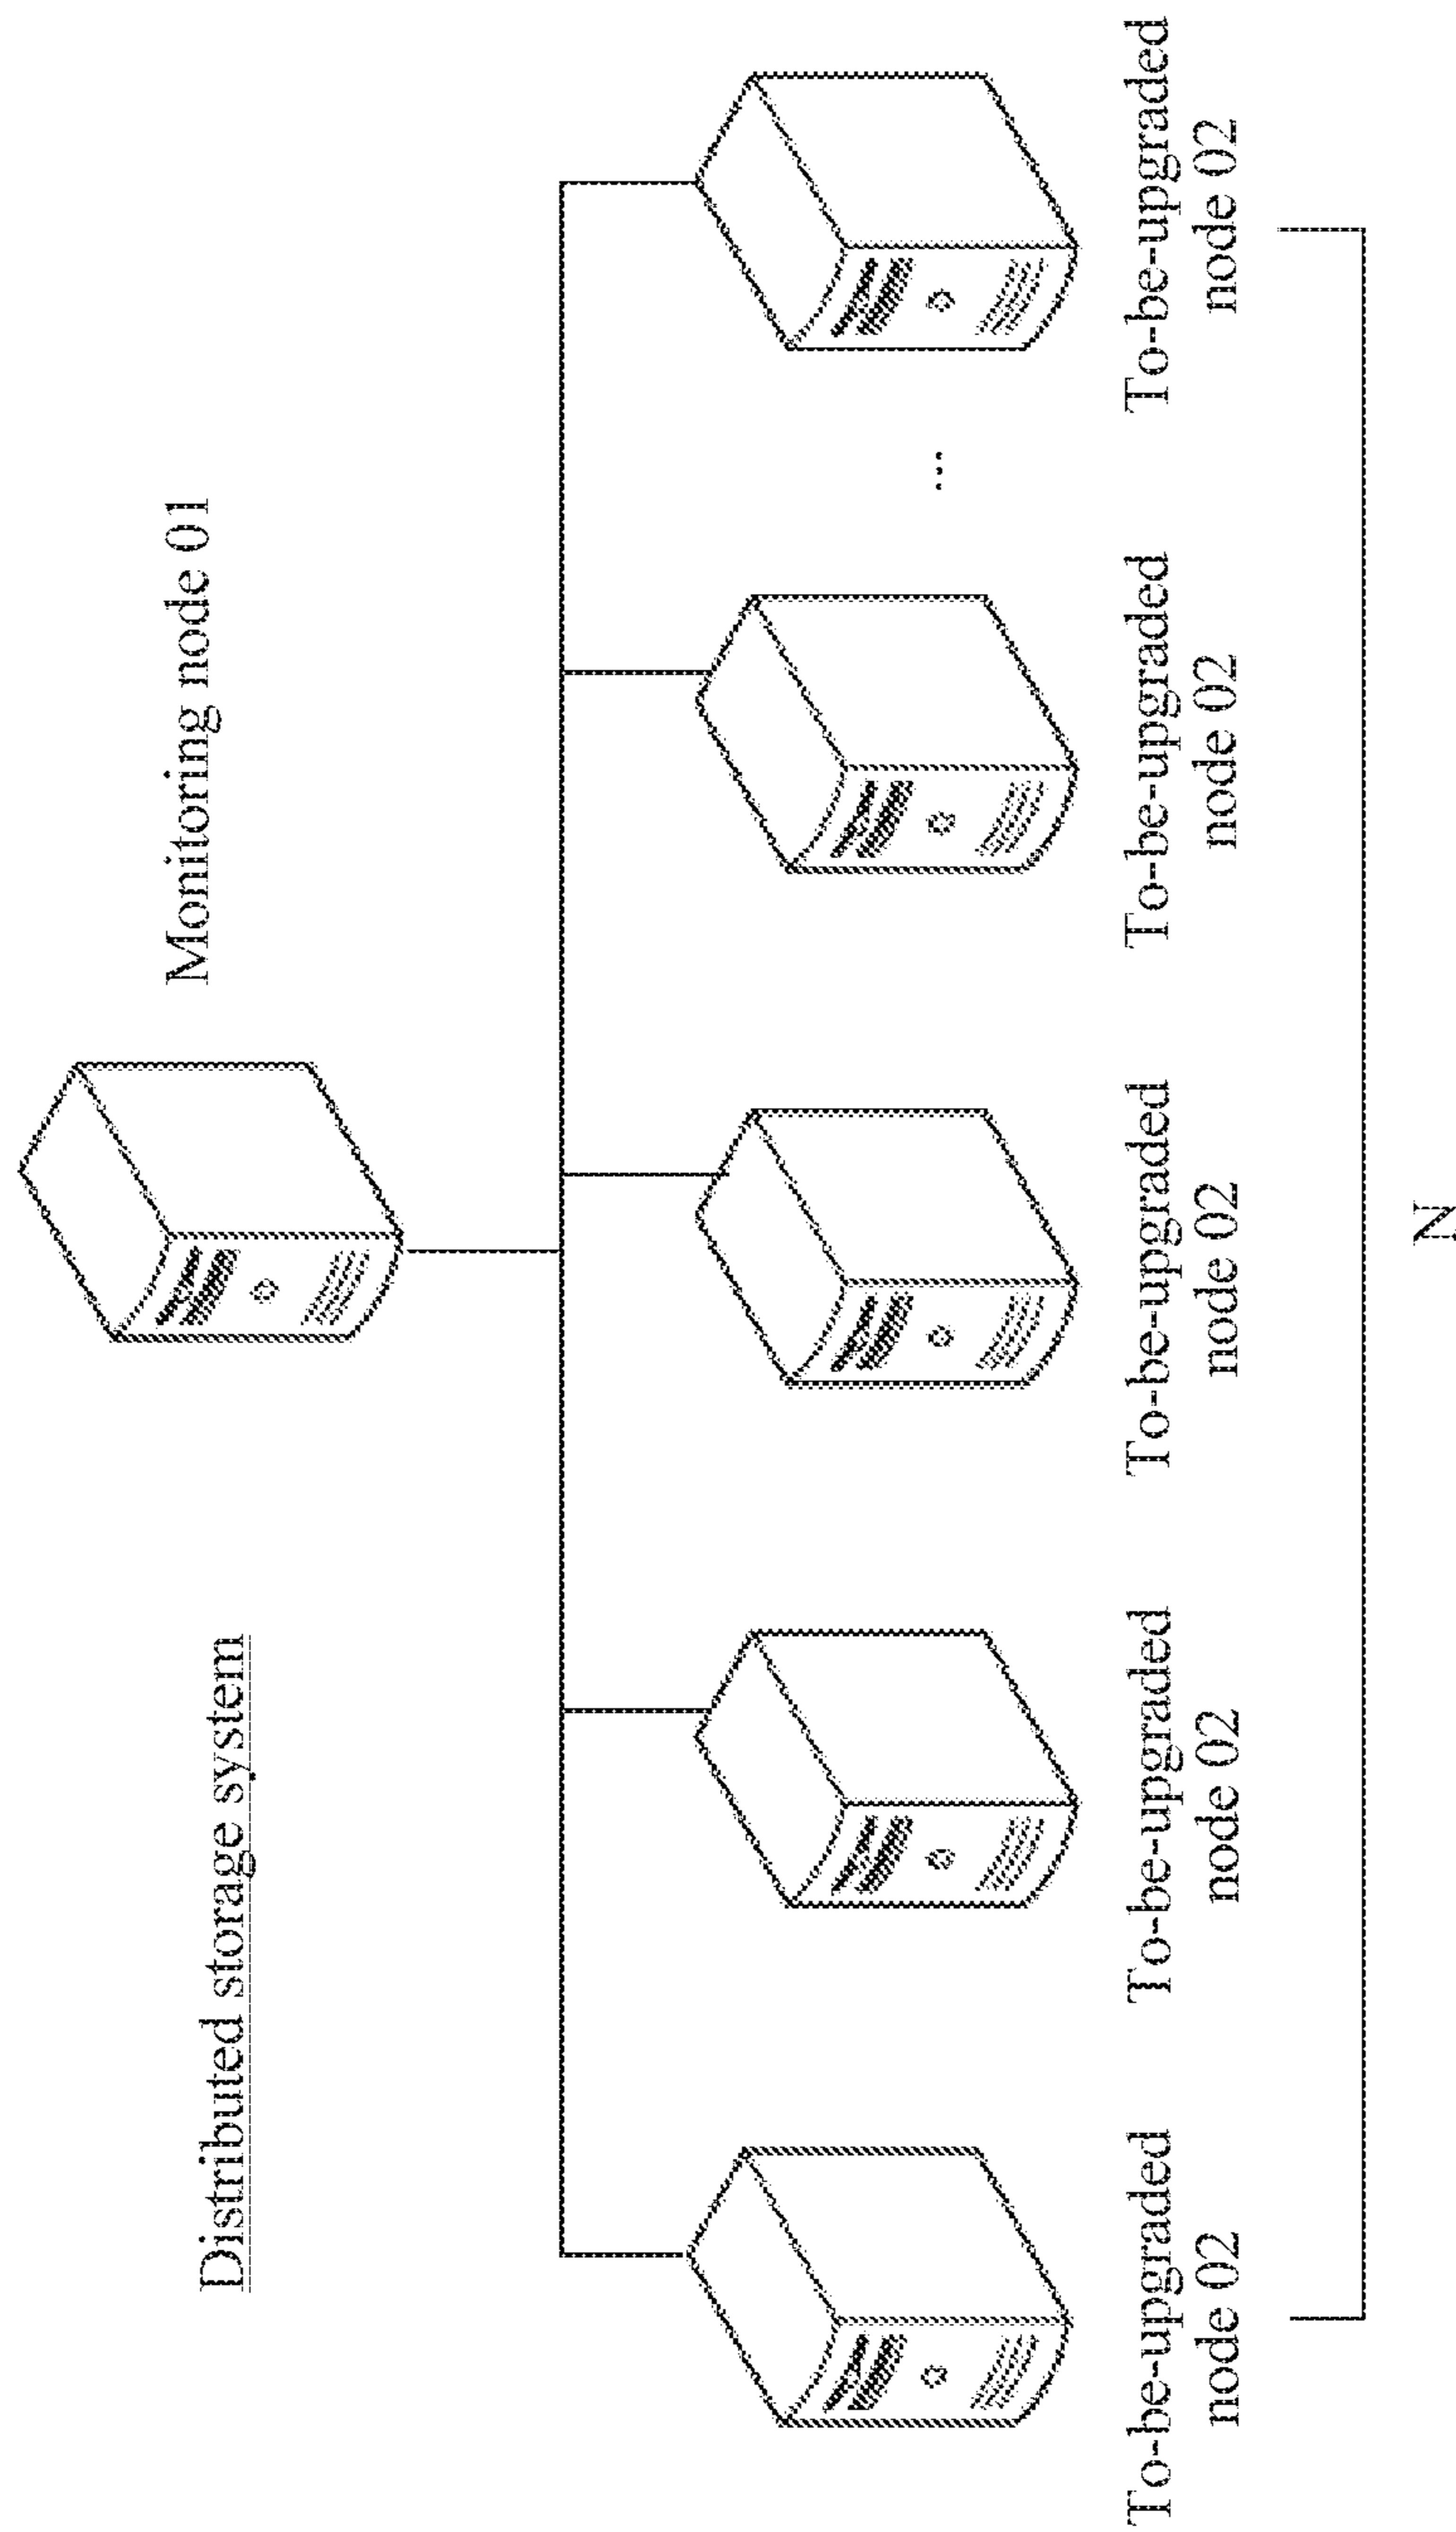 Distributed storage system
Monitoring node 01
To-be-upgraded
node 02
To-be-upgraded
node 02
To-be-upgraded
node 02
To-be-upgraded
node 02
...
To-be-upgraded
node 02
N